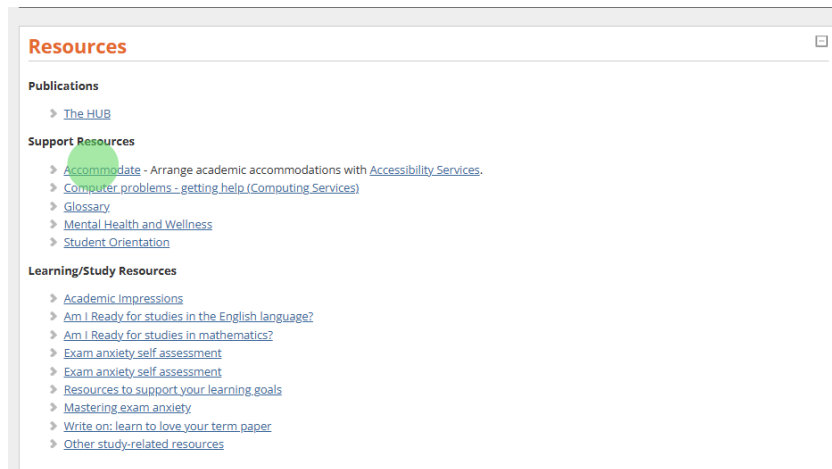 Resources
Publications
The HUB
Support Resources
Accommodate - Arrange academic accommodations with Accessibility Services.
Computer problems - getting help (Computing Services)
Glossary
Mental Health and Wellness
Student Orientation
Learning/Study Resources
Academic Impressions
Am I Ready for studies in the English language?
Am I Ready for studies in mathematics?
Exam anxiety self assessment
Exam anxiety self assessment
Resources to support your learning goals
Mastering exam anxiety
Write on: learn to love your term paper
Other study-related resources